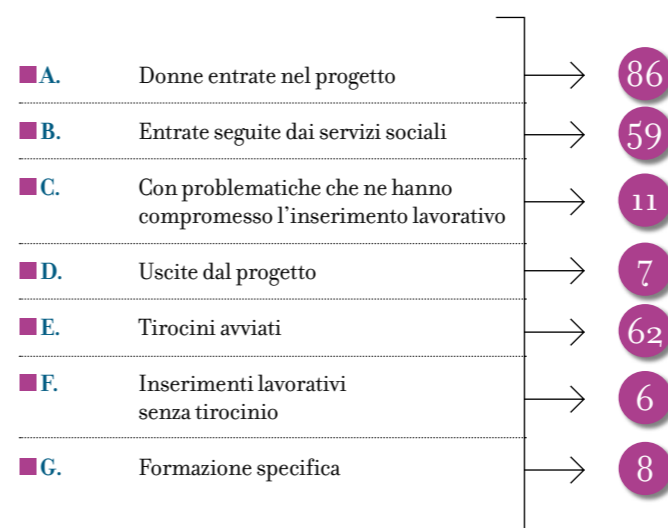 A. Donne entrate nel progetto 86
B. Entrate seguite dai servizi sociali 59
C. Con problematiche che ne hanno
compromesso l’inserimento lavorativo 11
D. Uscite dal progetto 7
E. Tirocini avviati 62
F. Inserimenti lavorativi
senza tirocinio 6
G. Formazione specifica 8